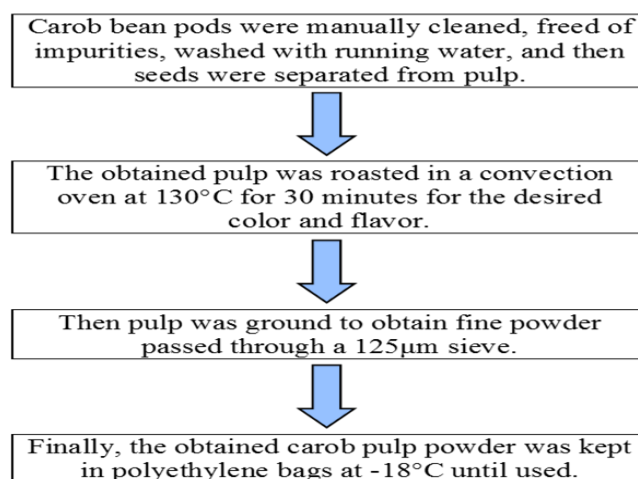 Carob bean pods were manually cleaned, freed of
impurities, washed with running water, and then
seeds were separated from pulp.
The obtained pulp was roasted in a convection
oven at 130°C for 30 minutes for the desired
color and flavor.
Then pulp was ground to obtain fine powder
passed through a 125μm sieve.
Finally, the obtained carob pulp powder was kept
in polyethylene bags at -18°C until used.